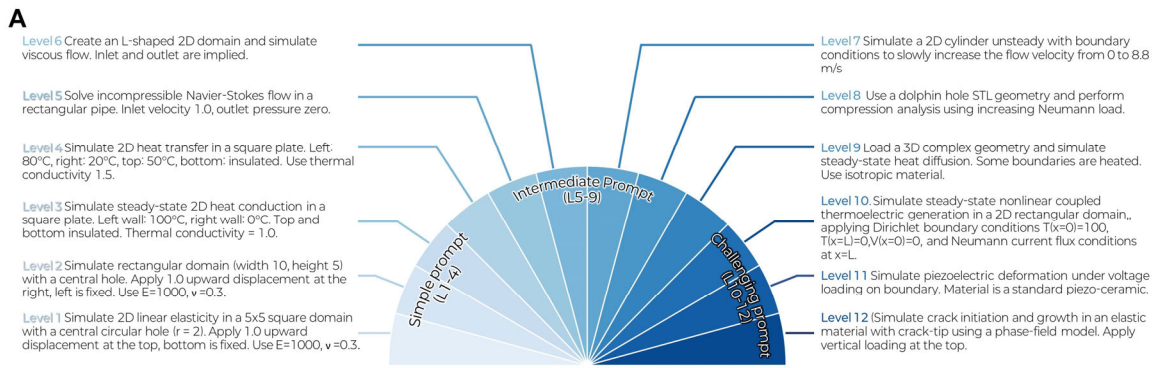 A
Level 6 Create an L-shaped 2D domain and simulate
viscous flow. Inlet and outlet are implied.
Level 5 Solve incompressible Navier-Stokes flow in a
rectangular pipe. Inlet velocity 1.0, outlet pressure zero.
Level 4 Simulate 2D heat transfer in a square plate. Left:
80°C, right: 20°C, top: 50°C, bottom: insulated. Use thermal
conductivity 1.5.
Level 3 Simulate steady-state 2D heat conduction in a
square plate. Left wall: 100°C, right wall: 0°C. Top and
bottom insulated. Thermal conductivity = 1.0.
Level 2 Simulate rectangular domain (width 10, height 5)
with a central hole. Apply 1.0 upward displacement at the
right, left is fixed. Use E=1000, ν =0.3.
Level 1 Simulate 2D linear elasticity in a 5x5 square domain
with a central circular hole (r = 2). Apply 1.0 upward
displacement at the top, bottom is fixed. Use E=1000, ν =0.3.
Simple prompt
(L1-4)
Intermediate Prompt
(L5-9)
Challenging prompt
(L10-12)
Level 7 Simulate a 2D cylinder unsteady with boundary
conditions to slowly increase the flow velocity from 0 to 8.8
m/s
Level 8 Use a dolphin hole STL geometry and perform
compression analysis using increasing Neumann load.
Level 9 Load a 3D complex geometry and simulate
steady-state heat diffusion. Some boundaries are heated.
Use isotropic material.
Level 10. Simulate steady-state nonlinear coupled
thermoelectric generation in a 2D rectangular domain,,
applying Dirichlet boundary conditions T(x=0)=100,
T(x=L)=0,V(x=0)=0, and Neumann current flux conditions
at x=L.
Level 11 Simulate piezoelectric deformation under voltage
loading on boundary. Material is a standard piezo-ceramic.
Level 12 (Simulate crack initiation and growth in an elastic
material with crack-tip using a phase-field model. Apply
vertical loading at the top.